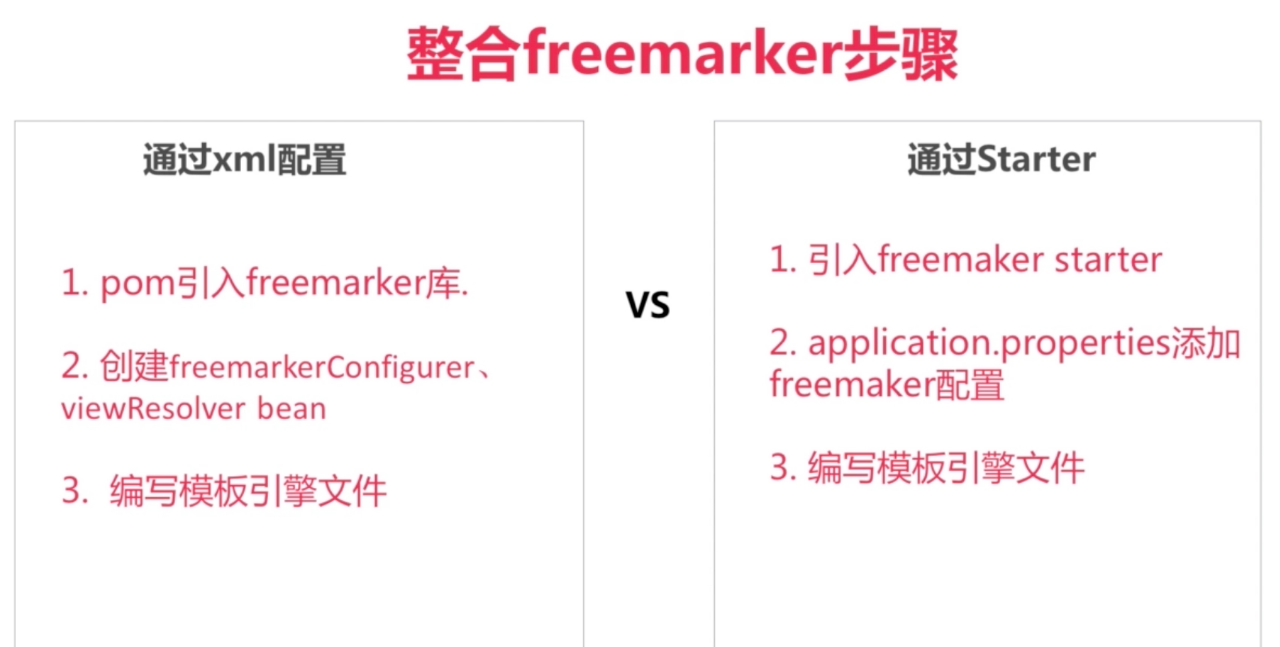 整合freemarker步骤
通过xml配置
1. pom引入freemarker库.
2. 创建freemarkerConfigurer、
viewResolver bean
3. 编写模板引擎文件
VS
通过Starter
1. 引入freemaker starter
2. application.properties添加
freemaker配置
3. 编写模板引擎文件